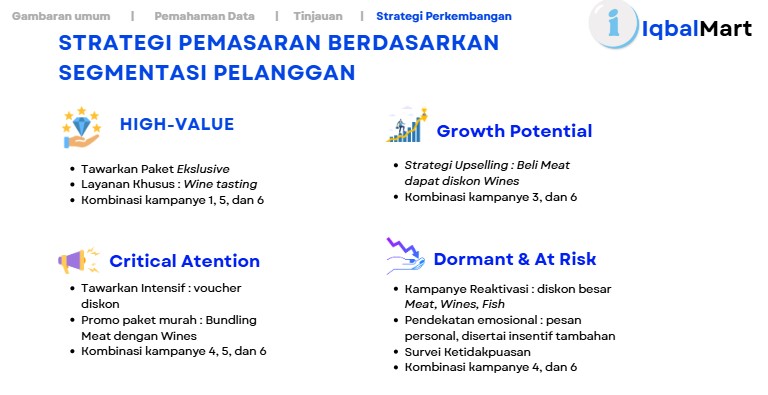 Gambaran umum | Pemahaman Data | Tinjauan | Strategi Perkembangan
i IqbalMart
STRATEGI PEMASARAN BERDASARKAN
SEGMENTASI PELANGGAN
HIGH-VALUE
• Tawarkan Paket Ekslusive
• Layanan Khusus : Wine tasting
• Kombinasi kampanye 1, 5, dan 6
Growth Potential
• Strategi Upselling : Beli Meat
dapat diskon Wines
• Kombinasi kampanye 3, dan 6
Critical Atention
• Tawarkan Intensif : voucher
diskon
• Promo paket murah : Bundling
Meat dengan Wines
• Kombinasi kampanye 4, 5, dan 6
Dormant & At Risk
• Kampanye Reaktivasi : diskon besar
Meat, Wines, Fish
• Pendekatan emosional : pesan
personal, disertai insentif tambahan
• Survei Ketidakpuasan
• Kombinasi kampanye 4, dan 6